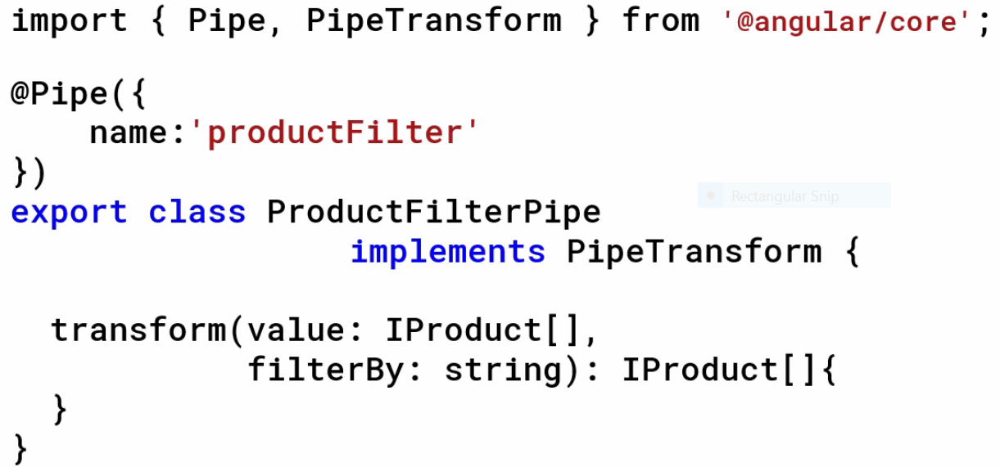 import { Pipe, PipeTransform } from '@angular/core';
@Pipe({
    name:'productFilter'
})
Rectangular Snip
export class ProductFilterPipe
                 implements PipeTransform {
  transform(value: IProduct[],
            filterBy: string): IProduct[]{
  }
}